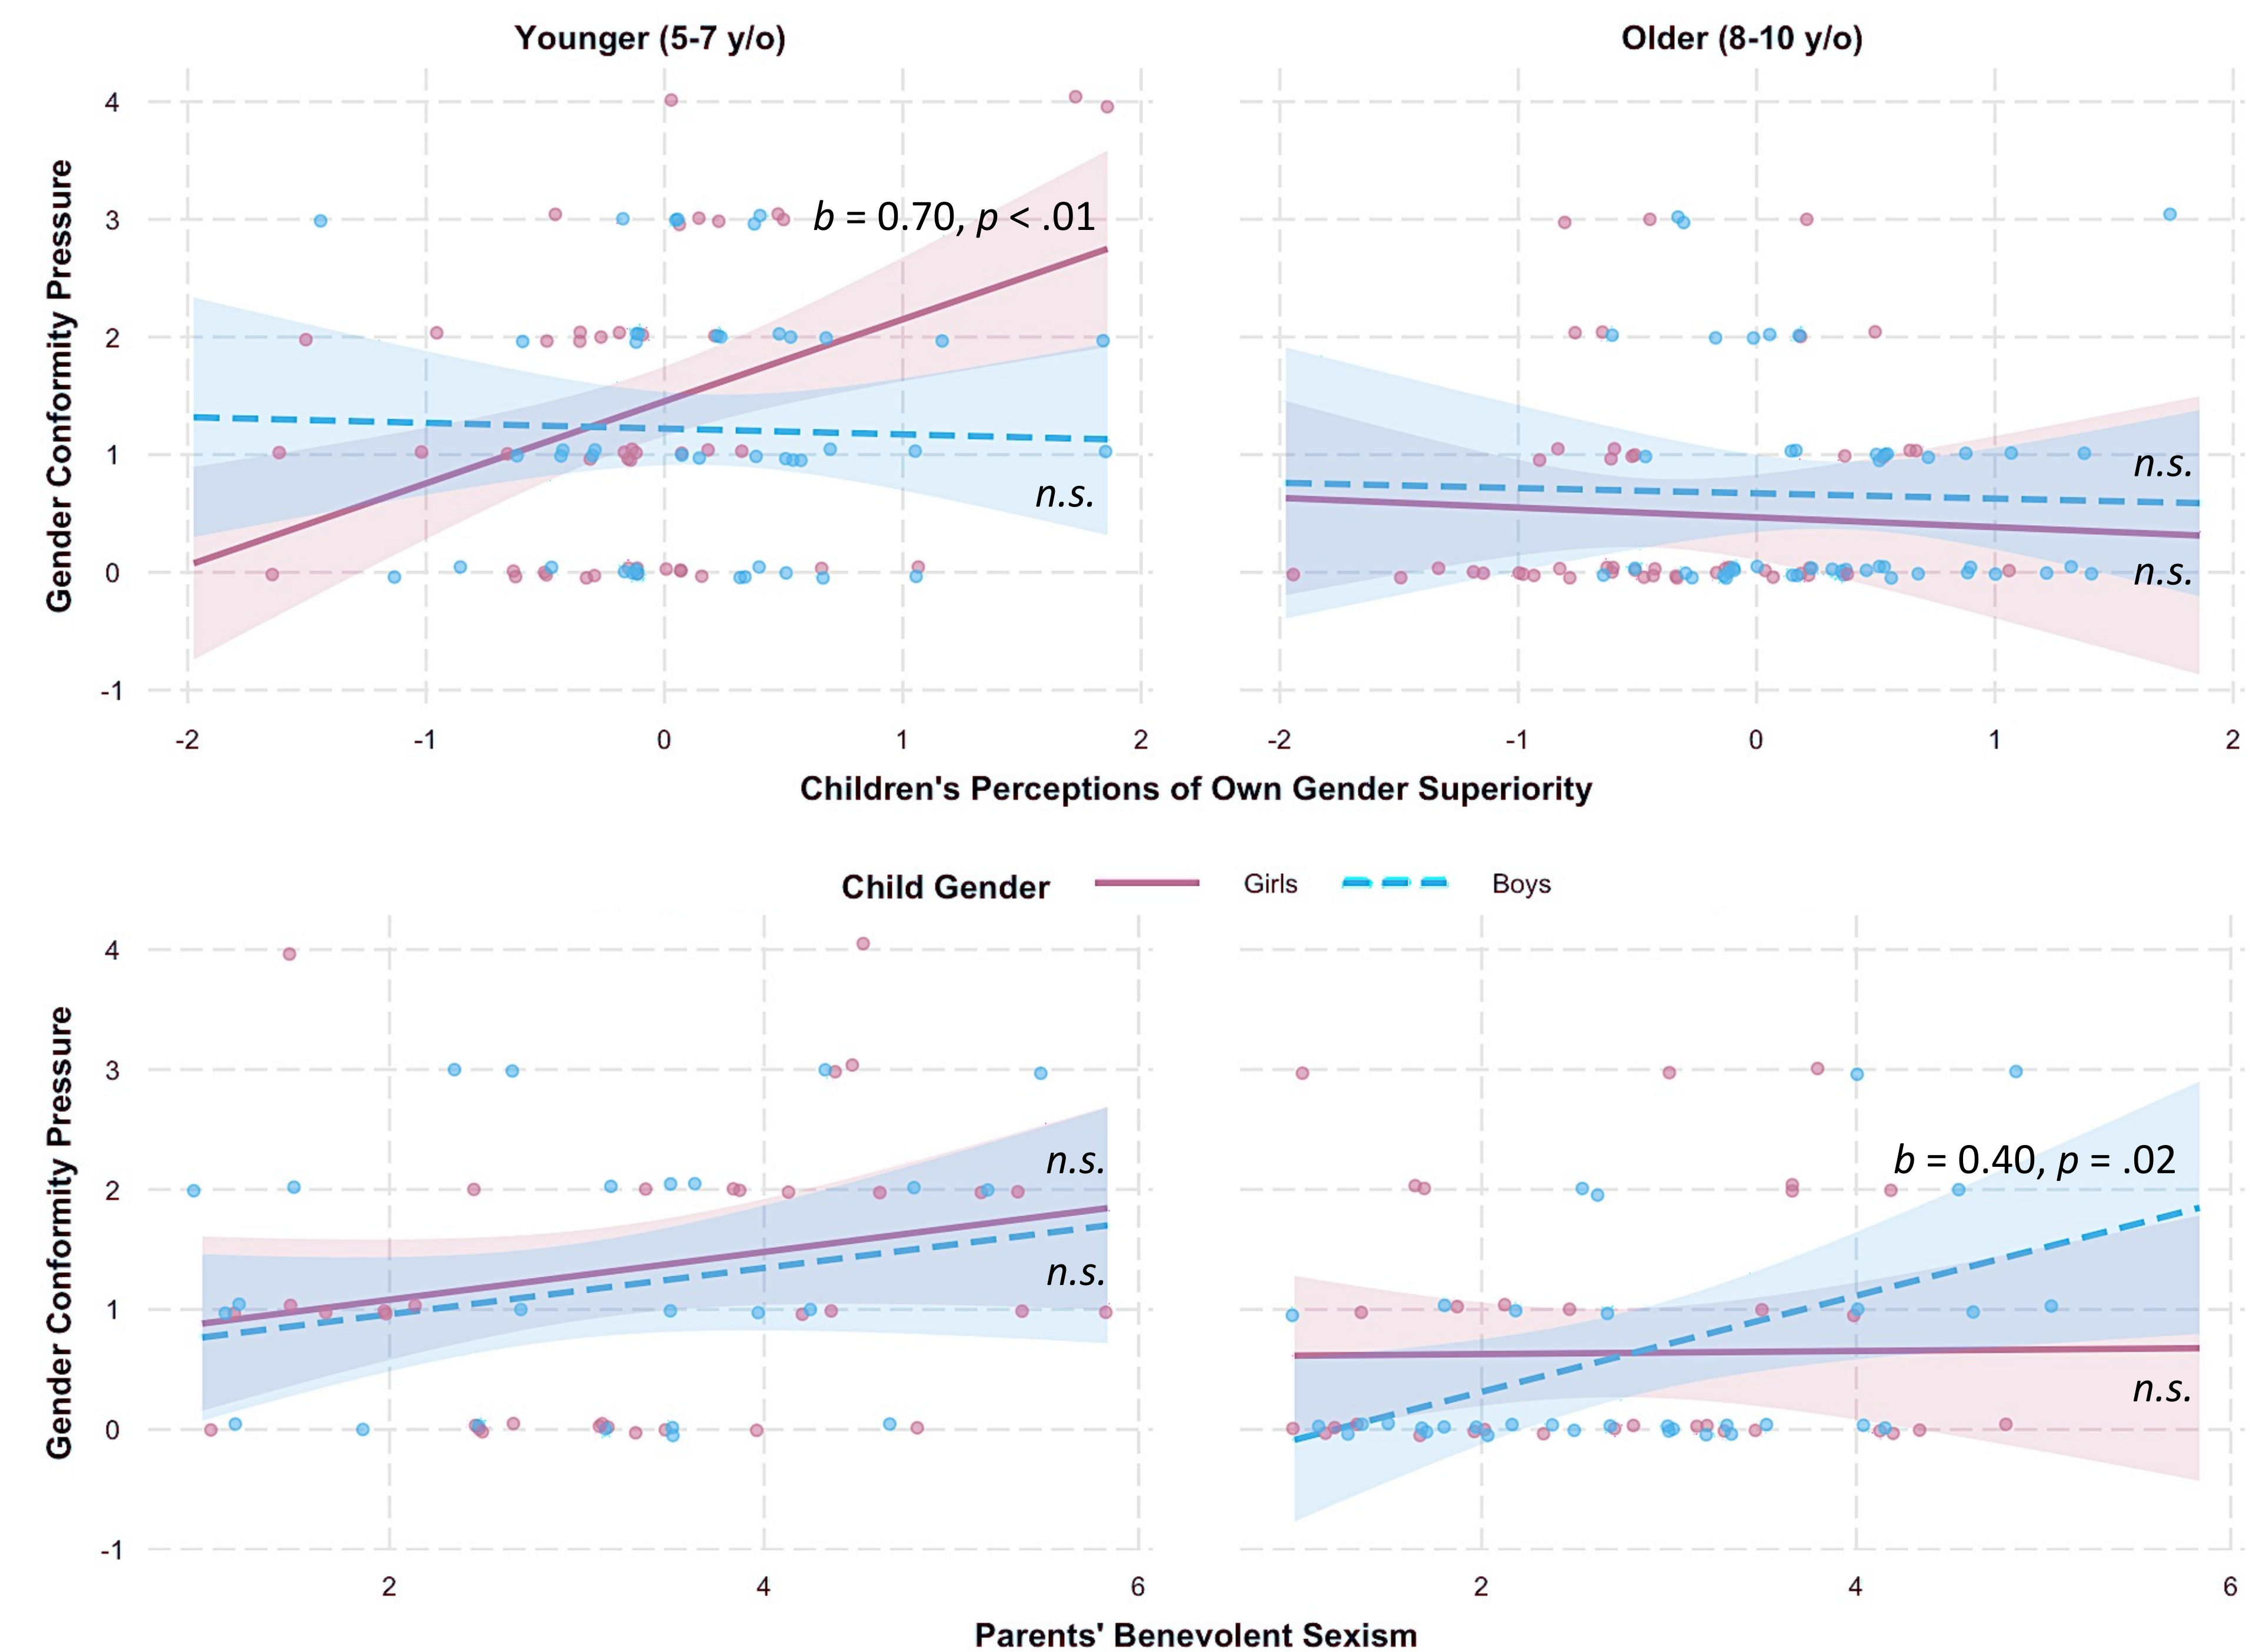 Younger (5-7 y/o)
Older (8-10 y/o)
Gender Conformity Pressure
4
3
2
1
0
-1
b = 0.70, p < .01
n.s.
n.s.
n.s.
-2
-1
0
1
2
-2
-1
0
1
2
Children's Perceptions of Own Gender Superiority
Child Gender
Girls
Boys
Gender Conformity Pressure
4
3
2
1
0
-1
n.s.
n.s.
b = 0.40, p = .02
n.s.
2
4
6
2
4
6
Parents' Benevolent Sexism